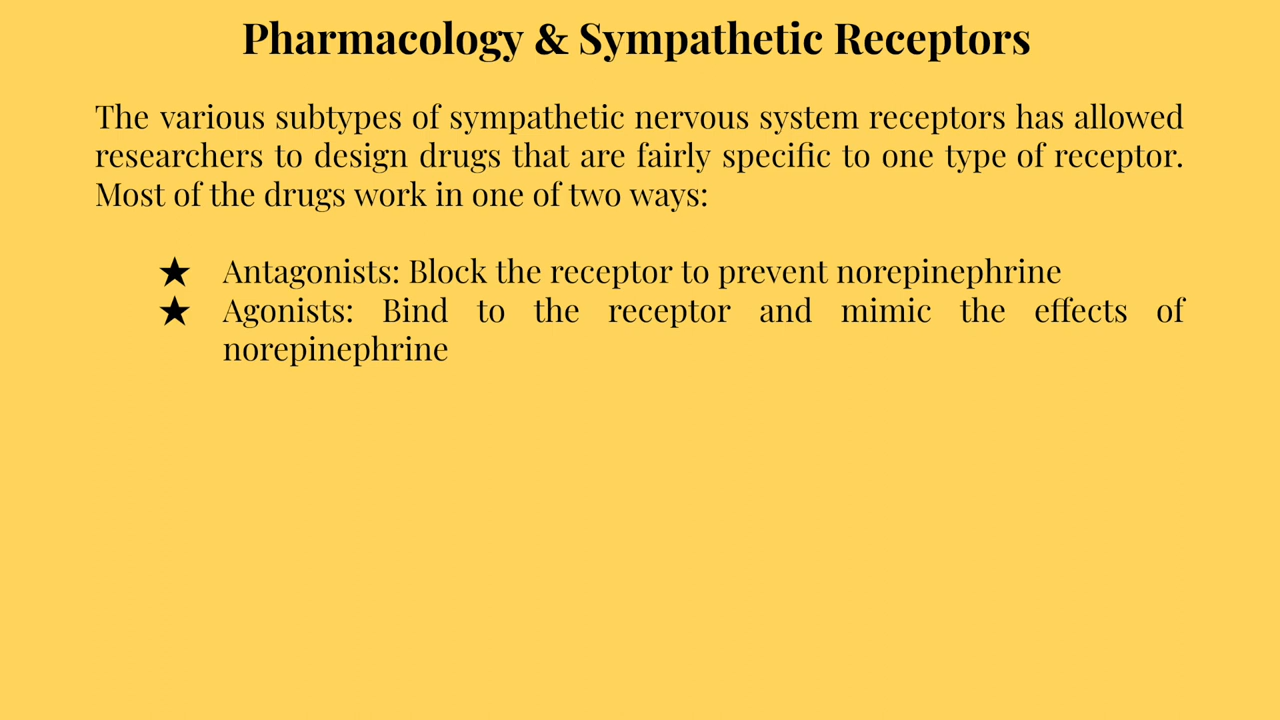 Pharmacology & Sympathetic Receptors
The various subtypes of sympathetic nervous system receptors has allowed
researchers to design drugs that are fairly specific to one type of receptor.
Most of the drugs work in one of two ways:
★ Antagonists: Block the receptor to prevent norepinephrine
★ Agonists: Bind to the receptor and mimic the effects of
norepinephrine